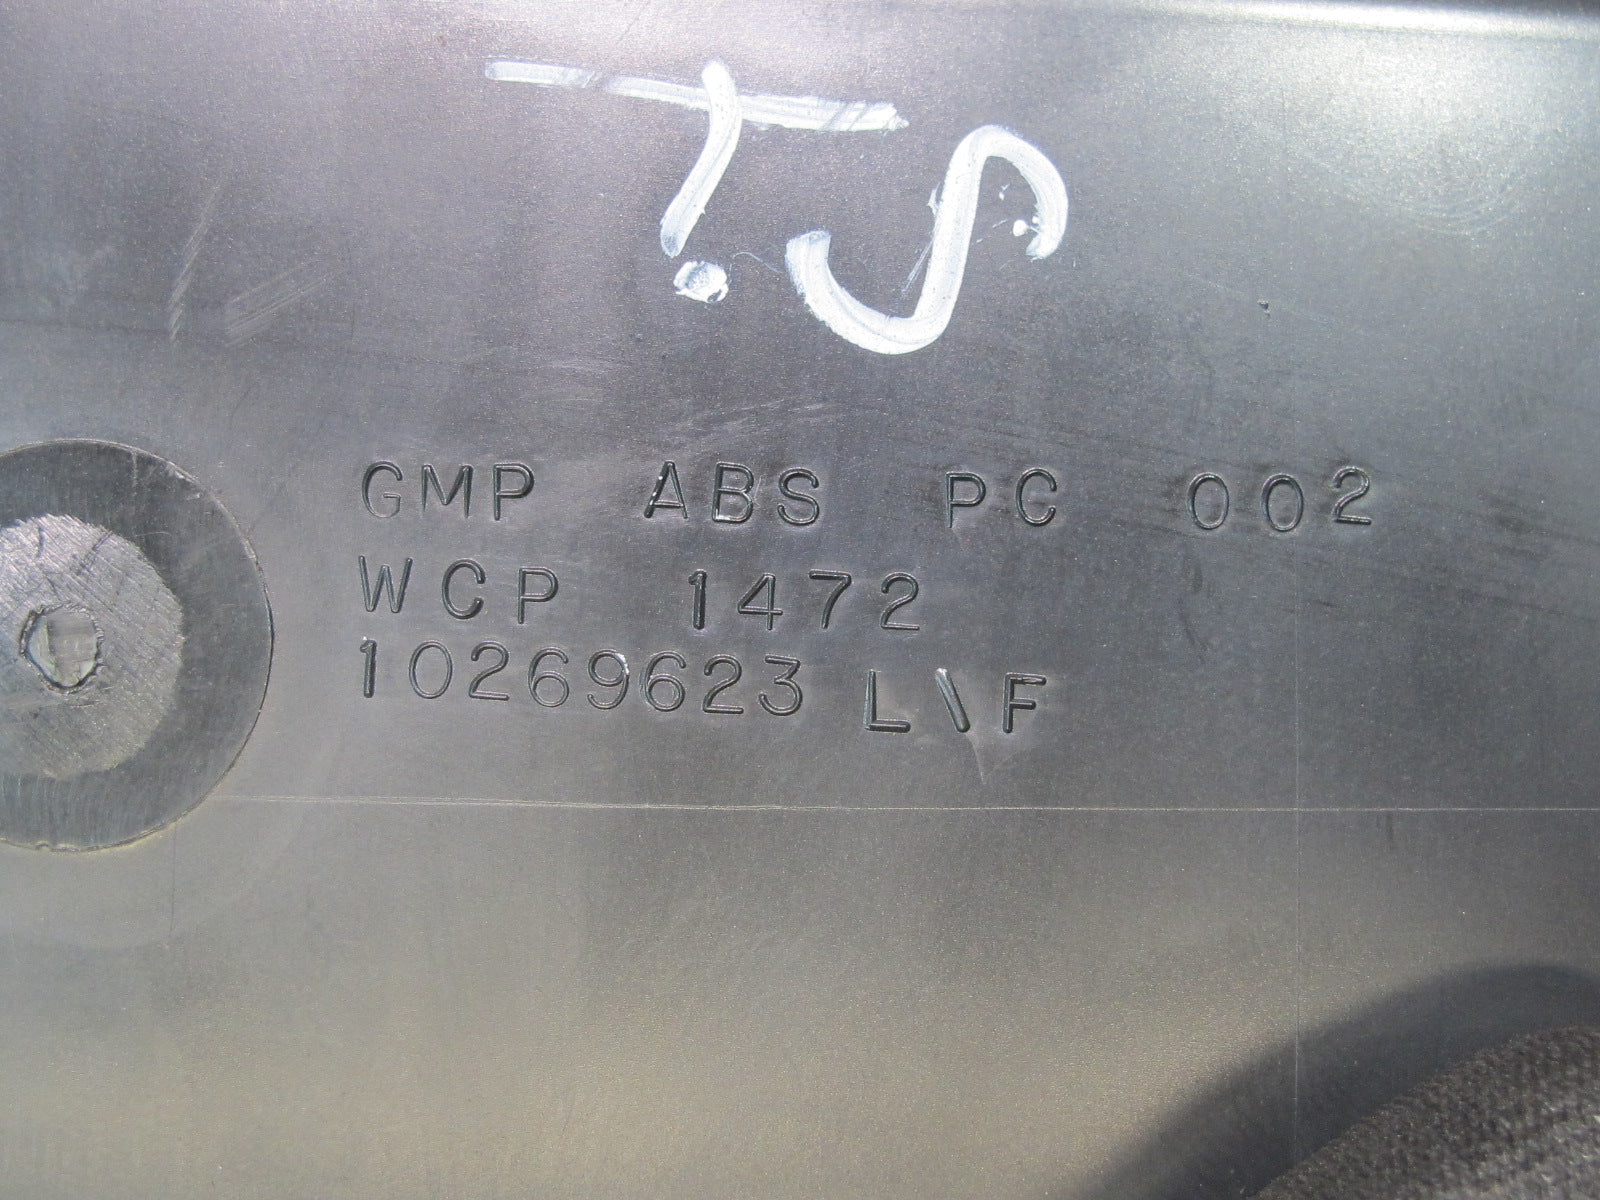 T.S
GMP ABS PC 002
WCP 1472
10269623 L\F